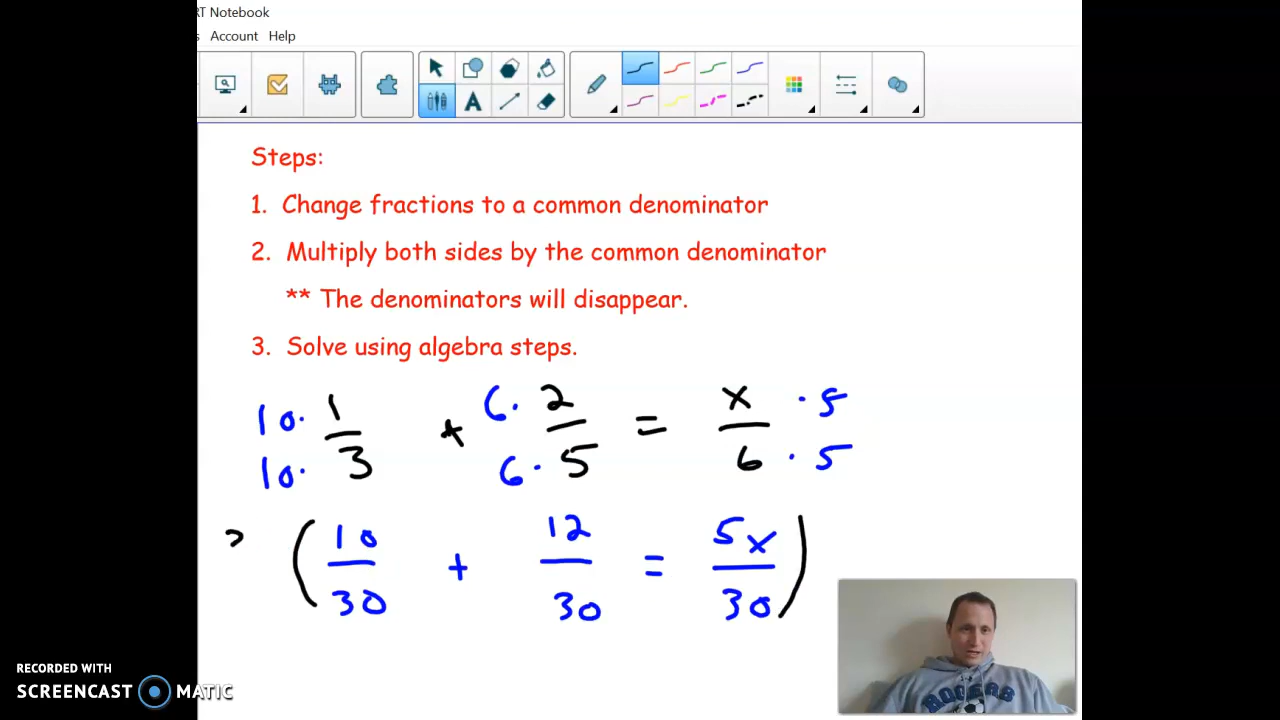 RT Notebook
s Account Help
Steps:
1. Change fractions to a common denominator
2. Multiply both sides by the common denominator
** The denominators will disappear.
3. Solve using algebra steps.
10· 1 + 6· 2 = x · 5
10· 3 6· 5 6 · 5
( 10 + 12 = 5x )
30 30 30
ROGERS
RECORDED WITH
SCREENCAST MATIC